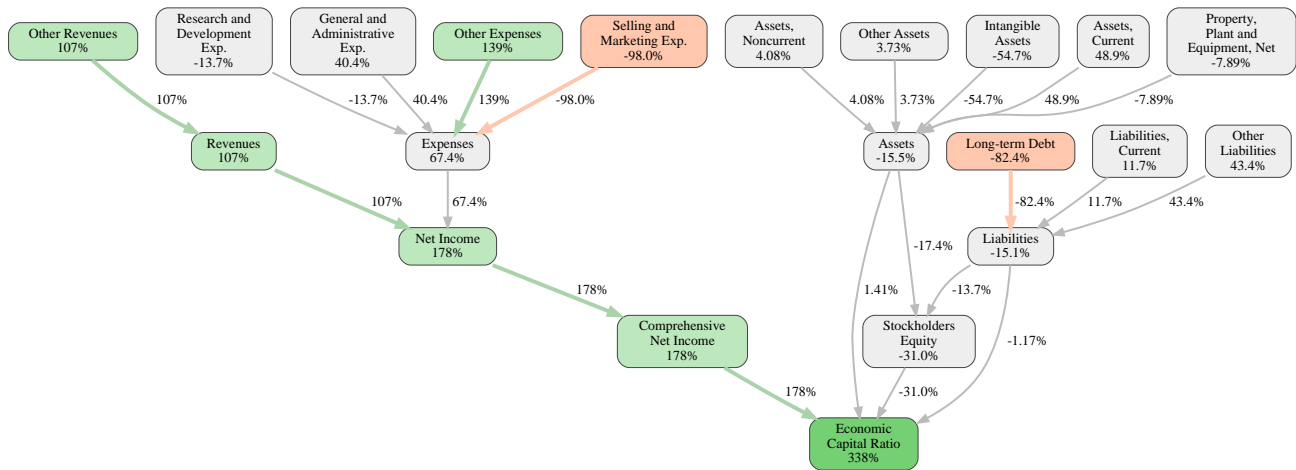 Other Revenues
107%
Research and
Development
Exp.
-13.7%
General and
Administrative
Exp.
40.4%
Other Expenses
139%
Selling and
Marketing Exp.
-98.0%
Assets,
Noncurrent
4.08%
Other Assets
3.73%
Intangible
Assets
-54.7%
Assets,
Current
48.9%
Property,
Plant and
Equipment, Net
-7.89%
107%
-13.7%
40.4%
139%
-98.0%
4.08%
3.73%
-54.7%
48.9%
-7.89%
Revenues
107%
Expenses
67.4%
Assets
-15.5%
Long-term Debt
-82.4%
Liabilities,
Current
11.7%
Other
Liabilities
43.4%
107%
67.4%
-82.4%
11.7%
43.4%
Net Income
178%
Liabilities
-15.1%
-17.4%
178%
1.41%
-13.7%
-1.17%
Comprehensive
Net Income
178%
Stockholders
Equity
-31.0%
178%
-31.0%
Economic
Capital Ratio
338%